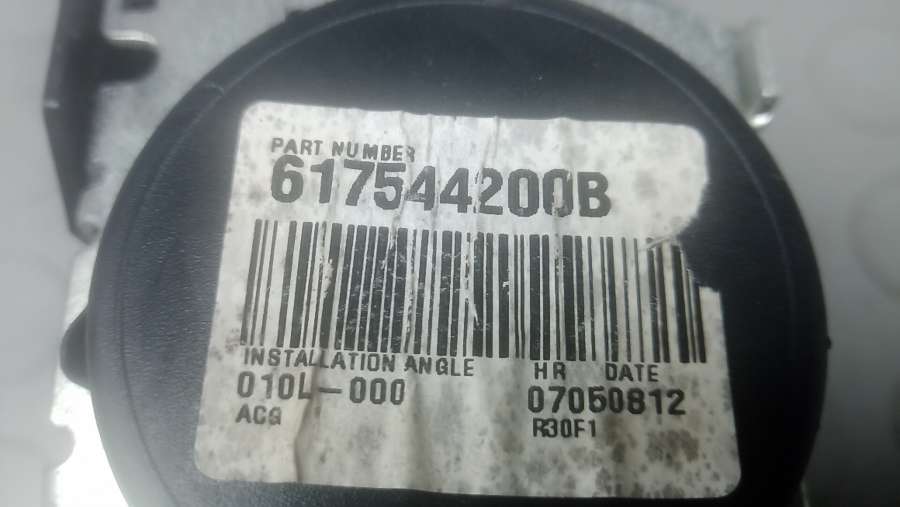 PART NUMBER
617544200B
INSTALLATION ANGLE HR DATE
010L-000 07050812
ACG R30F1